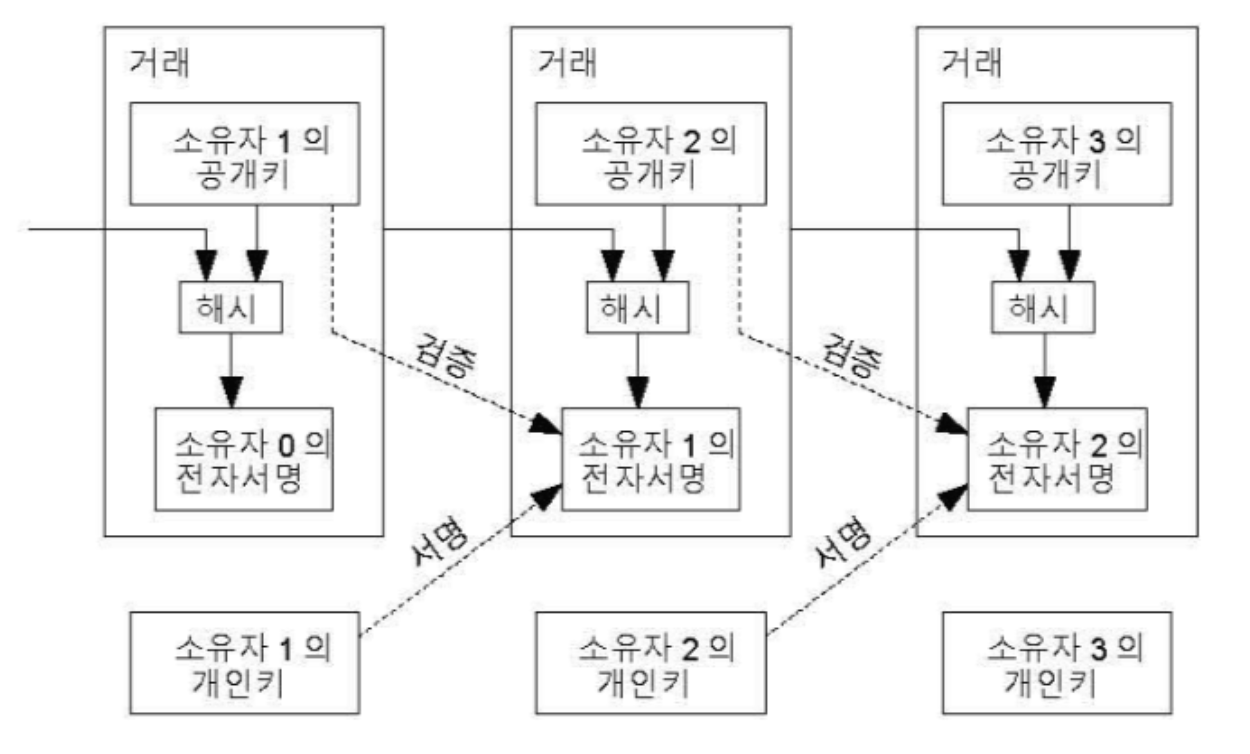 거래
소유자 1 의
공개키
해시
소유자 0 의
전자서명
거래
소유자 2 의
공개키
해시
소유자 1 의
전자서명
거래
소유자 3 의
공개키
해시
소유자 2 의
전자서명
검증
검증
서명
서명
소유자 1 의
개인키
소유자 2 의
개인키
소유자 3 의
개인키